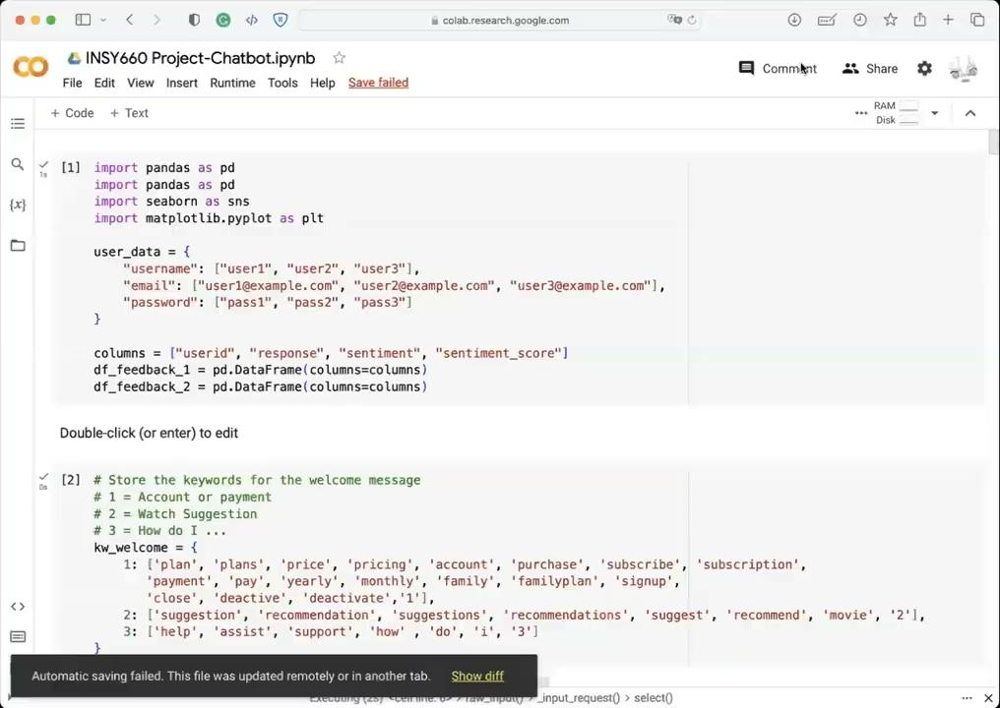 colab.research.google.com
INSY660 Project-Chatbot.ipynb
File Edit View Insert Runtime Tools Help Save failed
Comment Share
+ Code + Text
RAM
Disk
[1] import pandas as pd
1s
import pandas as pd
import seaborn as sns
import matplotlib.pyplot as plt
user_data = {
"username": ["user1", "user2", "user3"],
"email": ["user1@example.com", "user2@example.com", "user3@example.com"],
"password": ["pass1", "pass2", "pass3"]
}
columns = ["userid", "response", "sentiment", "sentiment_score"]
df_feedback_1 = pd.DataFrame(columns=columns)
df_feedback_2 = pd.DataFrame(columns=columns)
Double-click (or enter) to edit
[2] # Store the keywords for the welcome message
0s
# 1 = Account or payment
# 2 = Watch Suggestion
# 3 = How do I ...
kw_welcome = {
1: ['plan', 'plans', 'price', 'pricing', 'account', 'purchase', 'subscribe', 'subscription',
'payment', 'pay', 'yearly', 'monthly', 'family', 'familyplan', 'signup',
'close', 'deactive', 'deactivate','1'],
2: ['suggestion', 'recommendation', 'suggestions', 'recommendations', 'suggest', 'recommend', 'movie', '2'],
3: ['help', 'assist', 'support', 'how' , 'do', 'i', '3']
}
Automatic saving failed. This file was updated remotely or in another tab. Show diff
Executing (2s) <cell line: 6> > raw_input() > _input_request() > select()